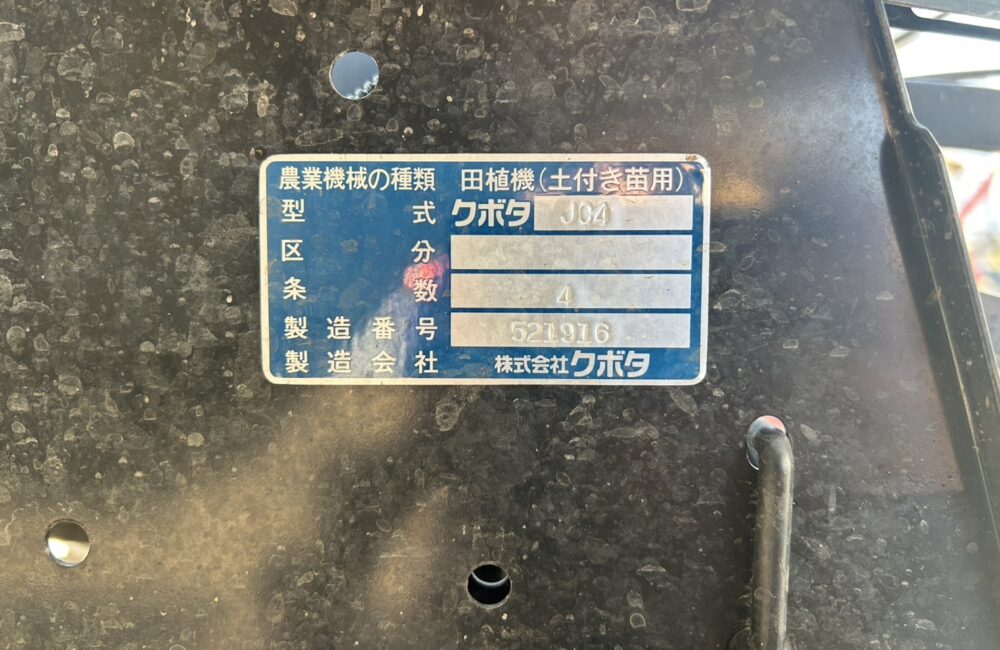 農業機械の種類 田植機(土付き苗用)
型式 クボタ JC4
区分
条数 4
製造番号 521916
製造会社 株式会社クボタ